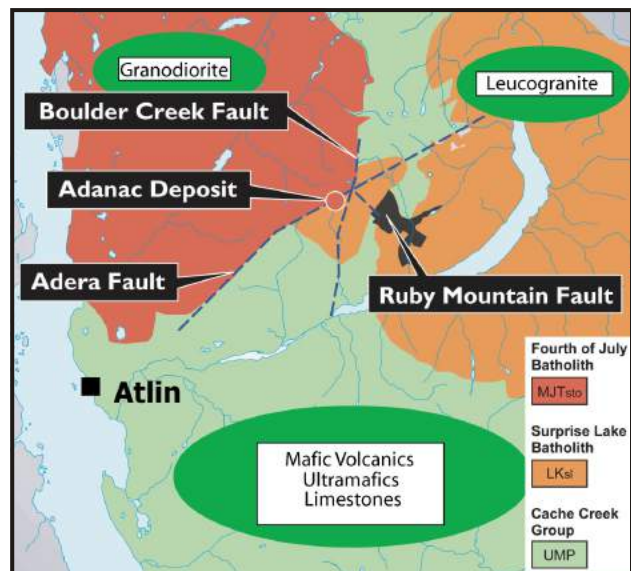 Granodiorite
Leucogranite
Boulder Creek Fault
Adanac Deposit
Adera Fault
Ruby Mountain Fault
Atlin
Mafic Volcanics
Ultramafics
Limestones
Fourth of July
Batholith
MJTsto
Surprise Lake
Batholith
LKsl
Cache Creek
Group
UMP